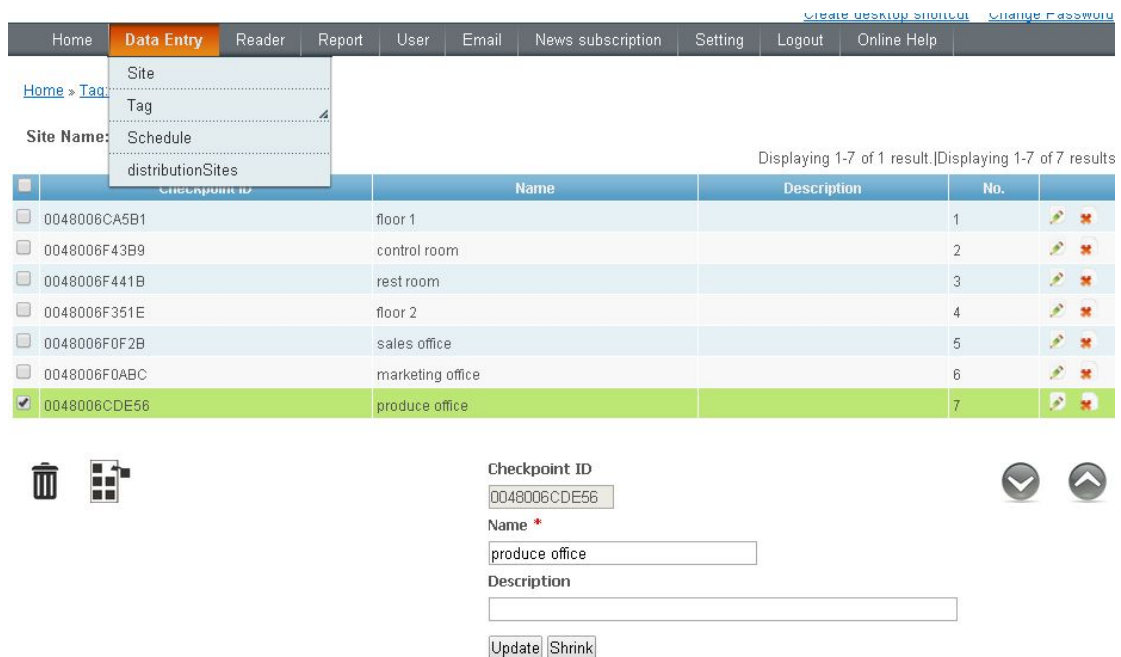 Create desktop shortcut Change Password
Home Data Entry Reader Report User Email News subscription Setting Logout Online Help
Site
Home » Tag
Tag
Site Name: Schedule
distributionSites
Displaying 1-7 of 1 result.|Displaying 1-7 of 7 results
Checkpoint ID Name Description No.
0048006CA5B1 floor 1 1
0048006F43B9 control room 2
0048006F441B rest room 3
0048006F351E floor 2 4
0048006F0F2B sales office 5
0048006F0ABC marketing office 6
0048006CDE56 produce office 7
Checkpoint ID
0048006CDE56
Name *
produce office
Description
Update Shrink